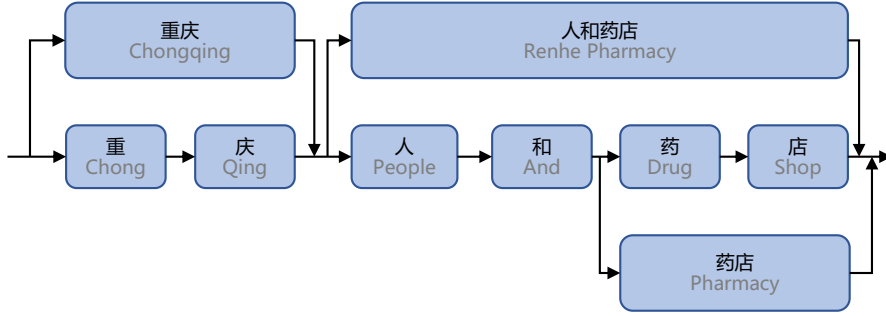 重庆
Chongqing
人和药店
Renhe Pharmacy
重
Chong
庆
Qing
人
People
和
And
药
Drug
店
Shop
药店
Pharmacy